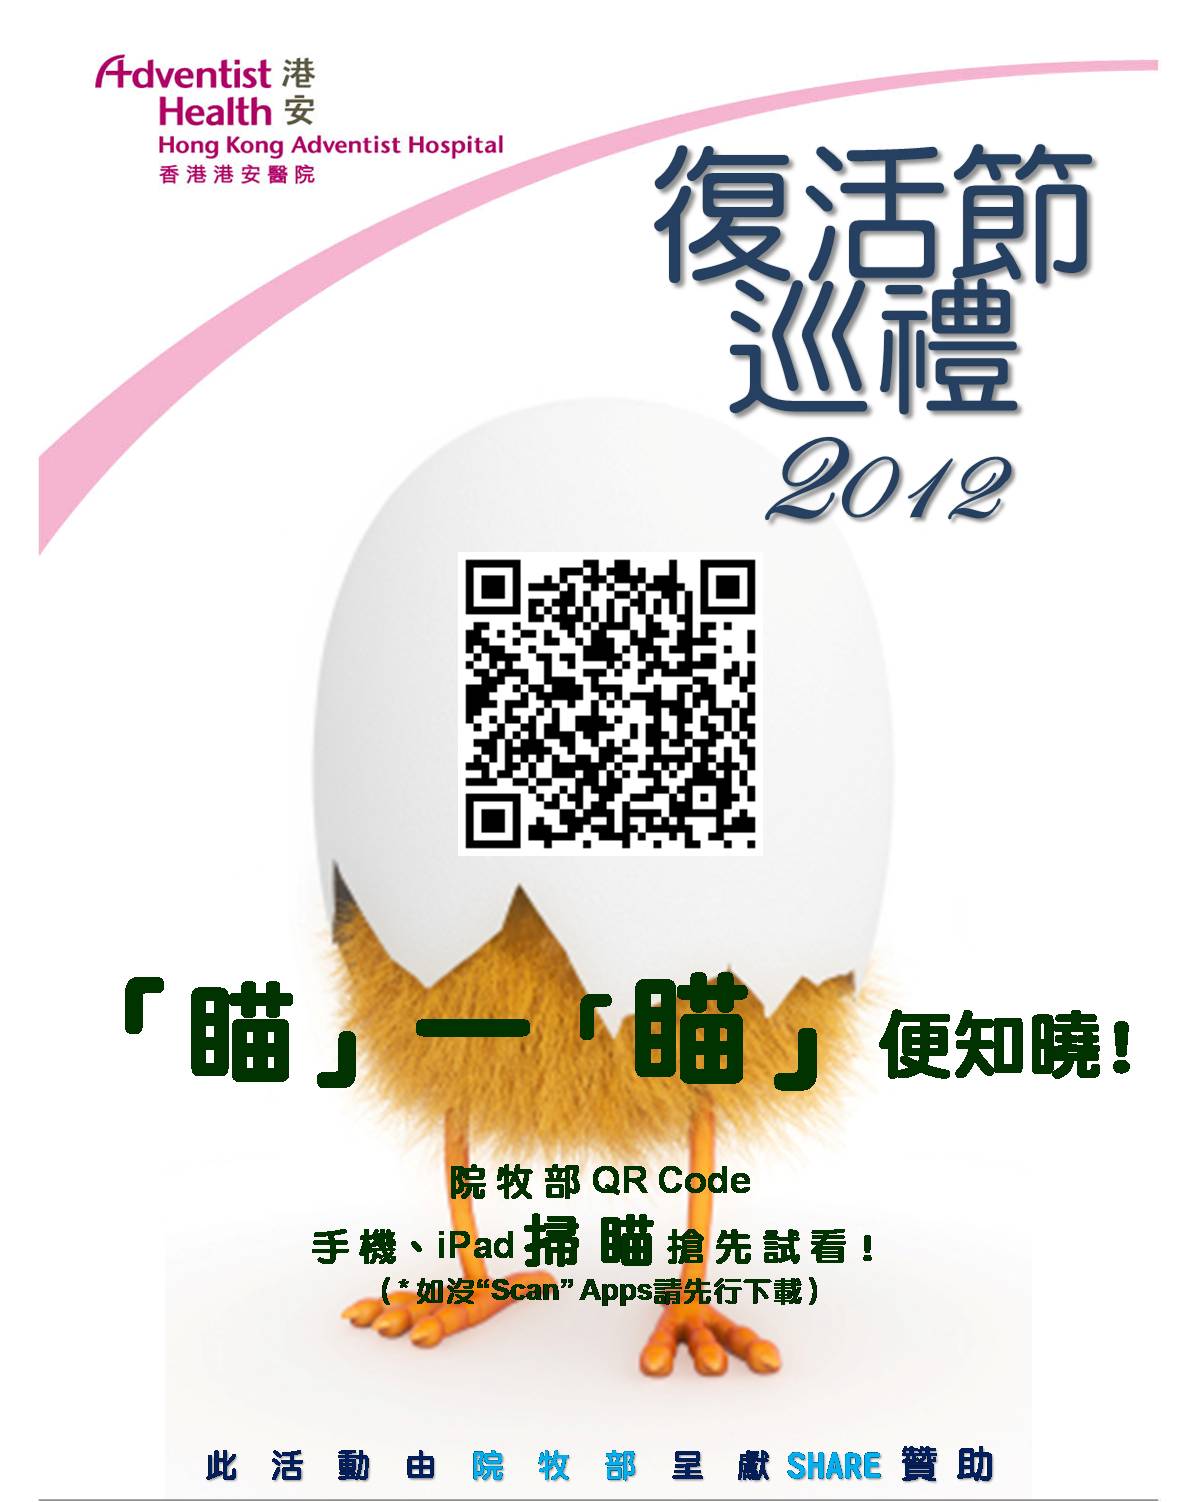 Adventist 港
Health 安
Hong Kong Adventist Hospital
香港港安醫院
復活節
巡禮
2012
「瞄」一「瞄」便知曉!
院牧部 QR Code
手機、iPad 掃瞄搶先試看!
(*如沒“Scan” Apps請先行下載)
此活動由院牧部呈獻 SHARE 贊助